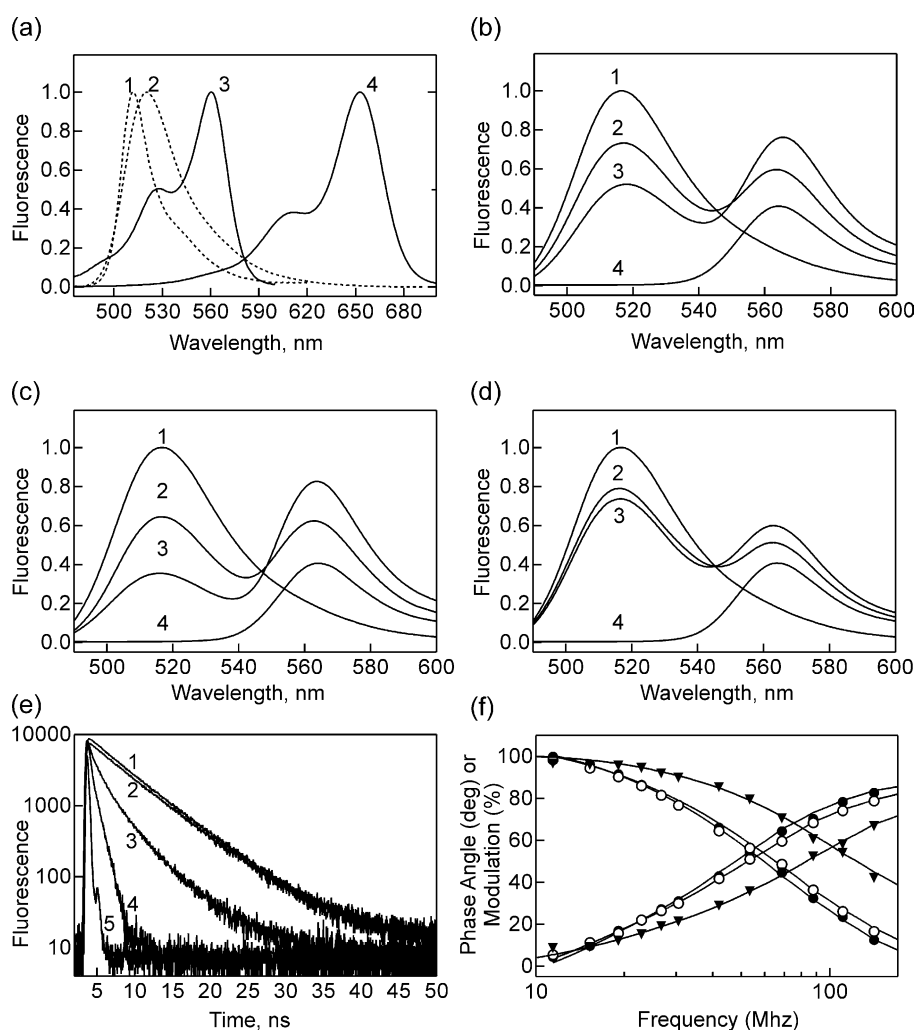 (a)
1 2 3 4
1.0
0.8
0.6
0.4
0.2
0.0
Fluorescence
500 530 560 590 620 650 680
Wavelength, nm
(b)
1
2
3
4
1.0
0.8
0.6
0.4
0.2
0.0
Fluorescence
500 520 540 560 580 600
Wavelength, nm
(c)
1
2
3
4
1.0
0.8
0.6
0.4
0.2
0.0
Fluorescence
500 520 540 560 580 600
Wavelength, nm
(d)
1
2
3
4
1.0
0.8
0.6
0.4
0.2
0.0
Fluorescence
500 520 540 560 580 600
Wavelength, nm
(e)
10000
1000
100
10
Fluorescence
1
2
3
4
5
5 10 15 20 25 30 35 40 45 50
Time, ns
(f)
100
80
60
40
20
0
Phase Angle (deg) or
Modulation (%)
10 100
Frequency (Mhz)